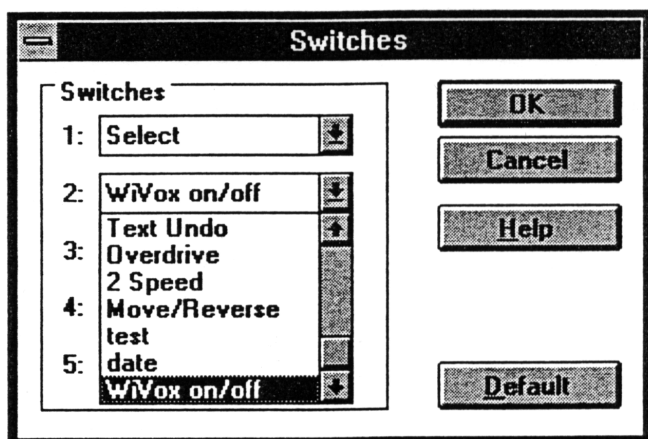 Switches
Switches
1: Select
2: WiVox on/off
Text Undo
3: Overdrive
2 Speed
4: Move/Reverse
test
5: date
WiVox on/off
OK
Cancel
Help
Default